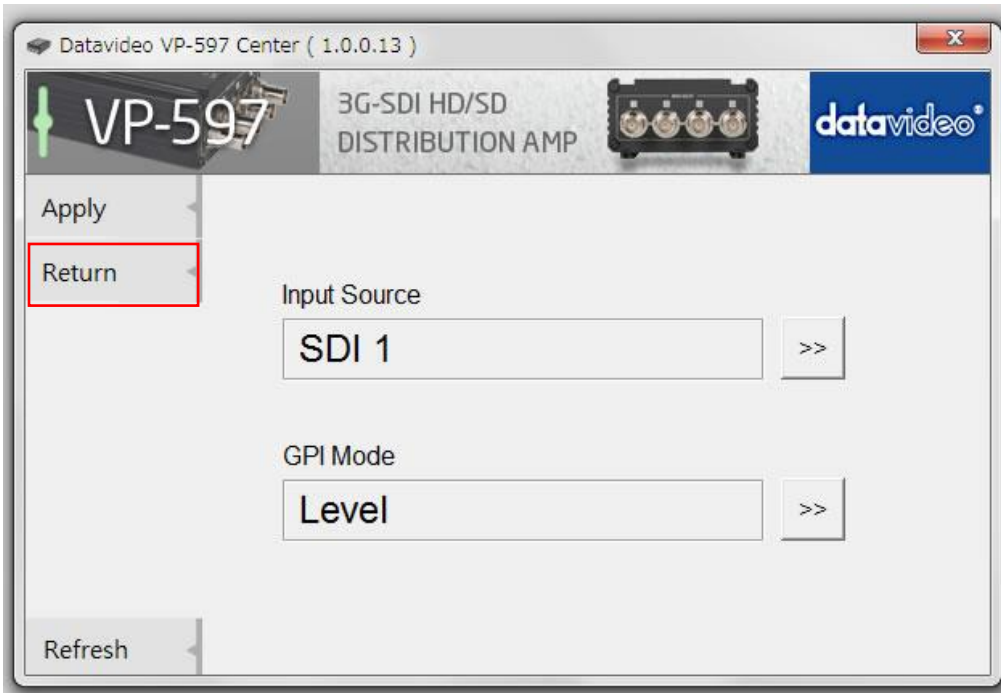 Datavideo VP-597 Center ( 1.0.0.13 )
x
VP-597
3G-SDI HD/SD
DISTRIBUTION AMP
datavideo®
Apply
Return
Input Source
SDI 1
>>
GPI Mode
Level
>>
Refresh